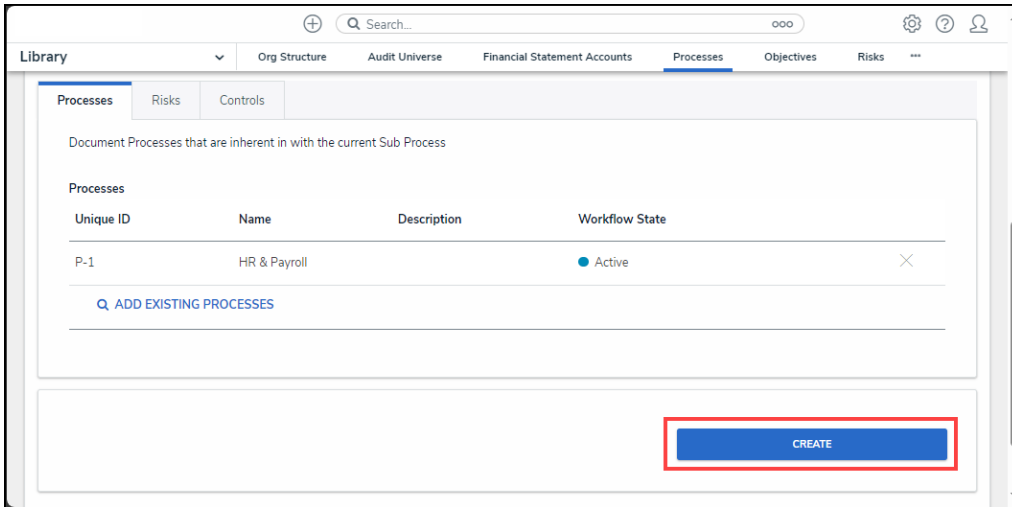 Search...
Library Org Structure Audit Universe Financial Statement Accounts Processes Objectives Risks
Processes Risks Controls
Document Processes that are inherent in with the current Sub Process
Processes
Unique ID Name Description Workflow State
P-1 HR & Payroll Active
ADD EXISTING PROCESSES
CREATE